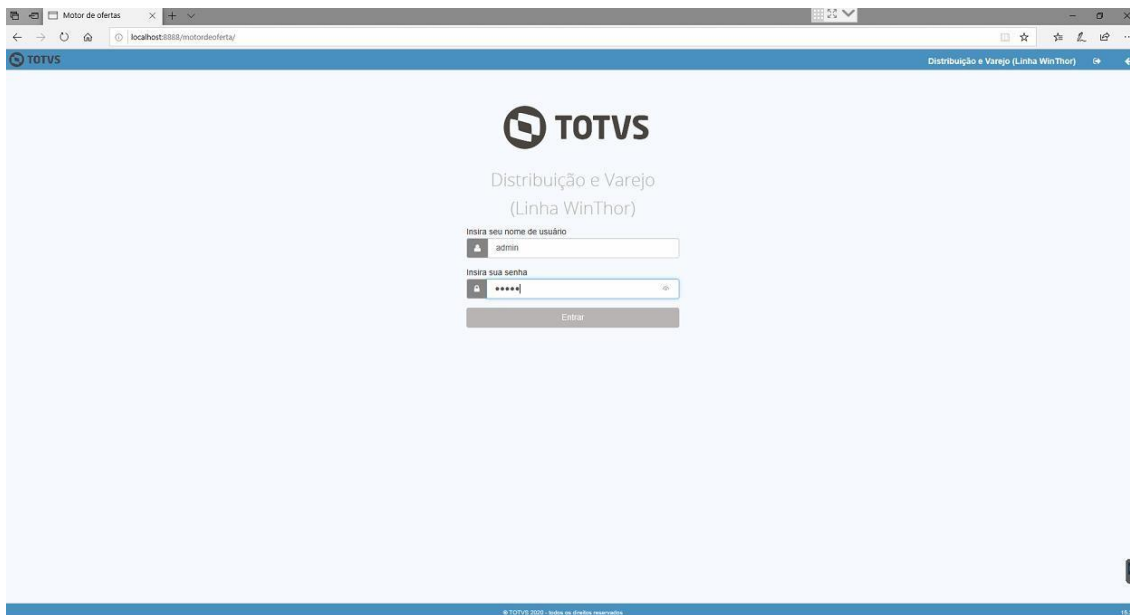 Motor de ofertas
localhost:8888/motordeoferta/
TOTVS
Distribuição e Varejo (Linha WinThor)
TOTVS
Distribuição e Varejo
(Linha WinThor)
Insira seu nome de usuário
admin
Insira sua senha
Entrar
© TOTVS 2020 - todos os direitos reservados